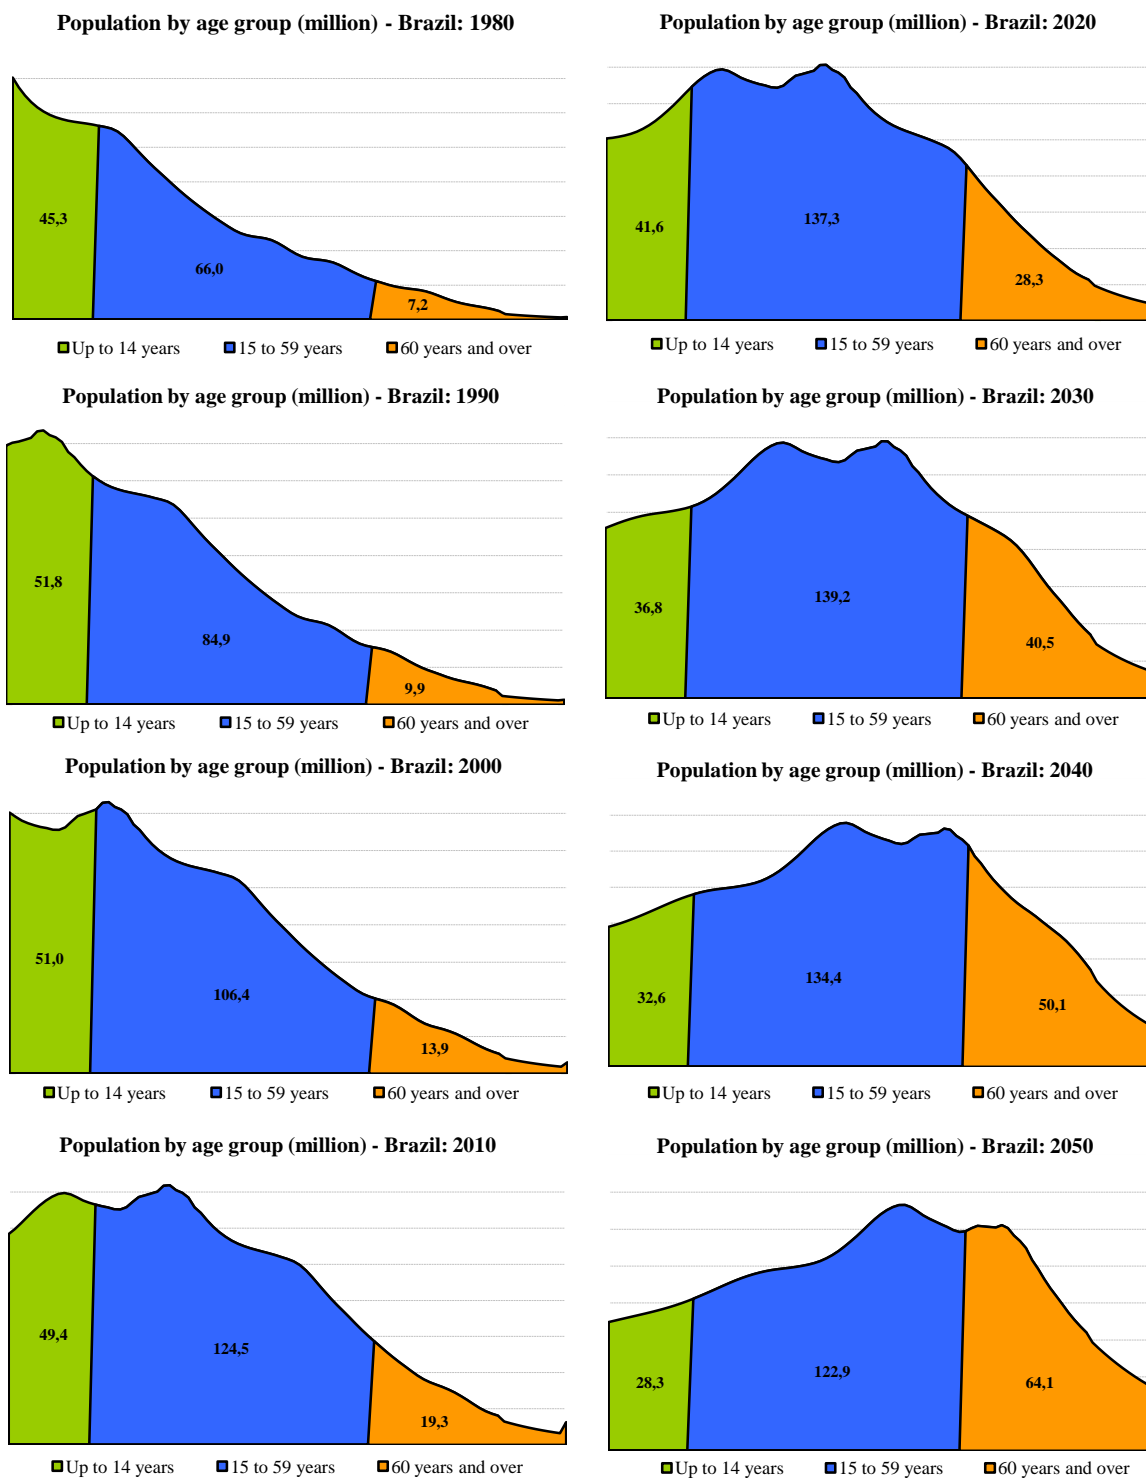 Population by age group (million) - Brazil: 1980
45,3
66,0
7,2
Up to 14 years 15 to 59 years 60 years and over
Population by age group (million) - Brazil: 1990
51,8
84,9
9,9
Up to 14 years 15 to 59 years 60 years and over
Population by age group (million) - Brazil: 2000
51,0
106,4
13,9
Up to 14 years 15 to 59 years 60 years and over
Population by age group (million) - Brazil: 2010
49,4
124,5
19,3
Up to 14 years 15 to 59 years 60 years and over
Population by age group (million) - Brazil: 2020
41,6
137,3
28,3
Up to 14 years 15 to 59 years 60 years and over
Population by age group (million) - Brazil: 2030
36,8
139,2
40,5
Up to 14 years 15 to 59 years 60 years and over
Population by age group (million) - Brazil: 2040
32,6
134,4
50,1
Up to 14 years 15 to 59 years 60 years and over
Population by age group (million) - Brazil: 2050
28,3
122,9
64,1
Up to 14 years 15 to 59 years 60 years and over